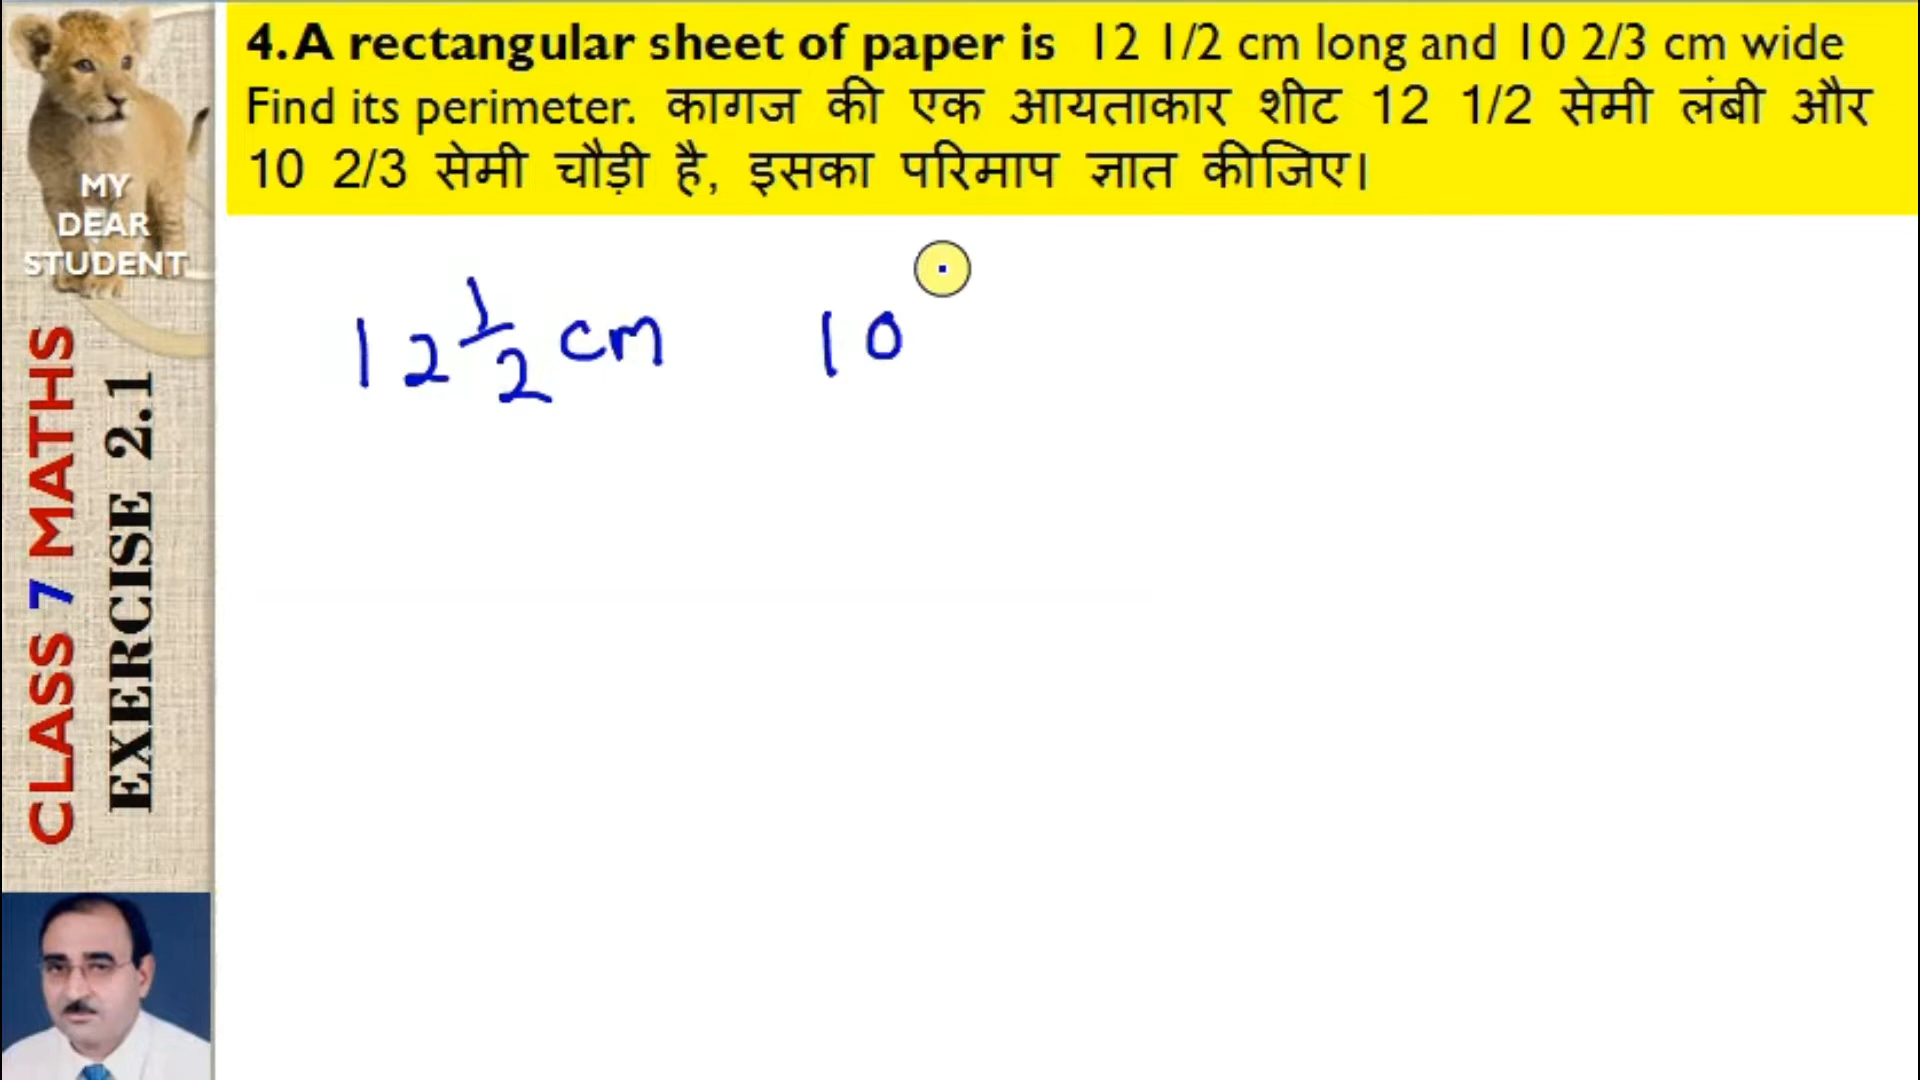 4. A rectangular sheet of paper is 12 1/2 cm long and 10 2/3 cm wide
Find its perimeter. कागज की एक आयताकार शीट 12 1/2 सेमी लंबी और
10 2/3 सेमी चौड़ी है, इसका परिमाप ज्ञात कीजिए।
MY
DEAR
STUDENT
CLASS 7 MATHS
EXERCISE 2.1
12 1/2 cm 10